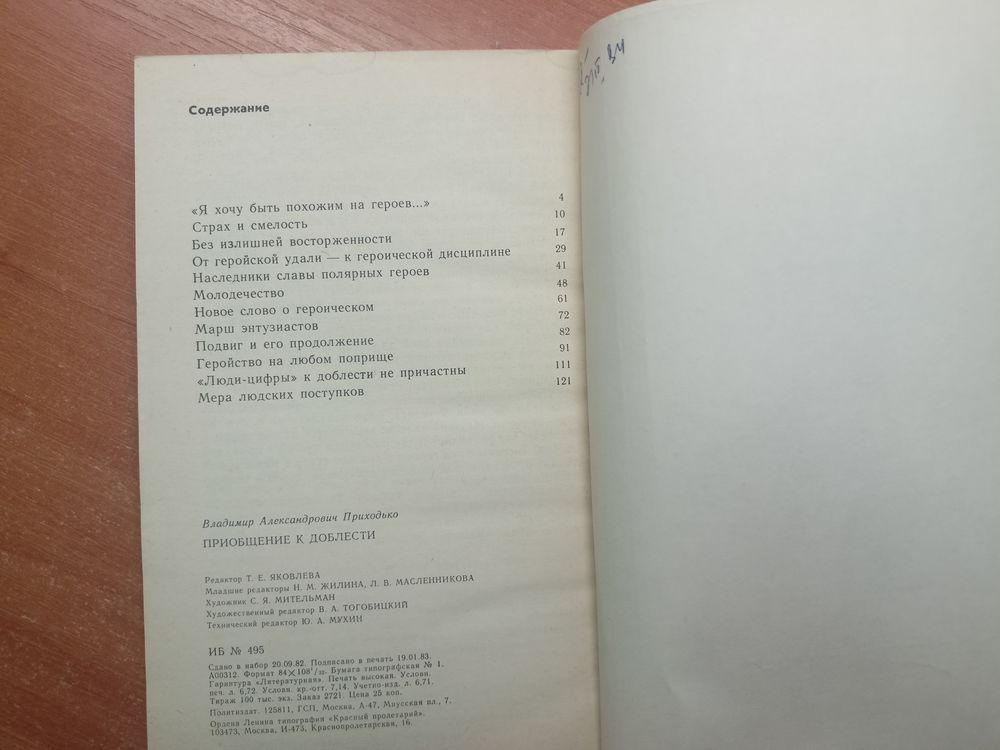 Содержание
«Я хочу быть похожим на героев...» 4
Страх и смелость 10
Без излишней восторженности 17
От геройской удали — к героической дисциплине 29
Наследники славы полярных героев 41
Молодечество 48
Новое слово о героическом 61
Марш энтузиастов 72
Подвиг и его продолжение 82
Геройство на любом поприще 91
«Люди-цифры» к доблести не причастны 111
Мера людских поступков 121
Владимир Александрович Приходько
ПРИОБЩЕНИЕ К ДОБЛЕСТИ
Редактор Т. Е. ЯКОВЛЕВА
Младшие редакторы Н. М. ЖИЛИНА, Л. В. МАСЛЕННИКОВА
Художник С. Я. МИТЕЛЬМАН
Художественный редактор В. А. ТОГОБИЦКИЙ
Технический редактор Ю. А. МУХИН
ИБ № 495
Сдано в набор 20.09.82. Подписано в печать 19.01.83.
А00312. Формат 84×108¹/₃₂. Бумага типографская № 1.
Гарнитура «Литературная». Печать высокая. Условн.
печ. л. 6,72. Условн. кр.-отт. 7,14. Учетно-изд. л. 6,71.
Тираж 100 тыс. экз. Заказ 2721. Цена 25 коп.
Политиздат. 125811, ГСП, Москва, А-47, Миусская пл., 7.
Ордена Ленина типография «Красный пролетарий».
103473, Москва, И-473, Краснопролетарская, 16.